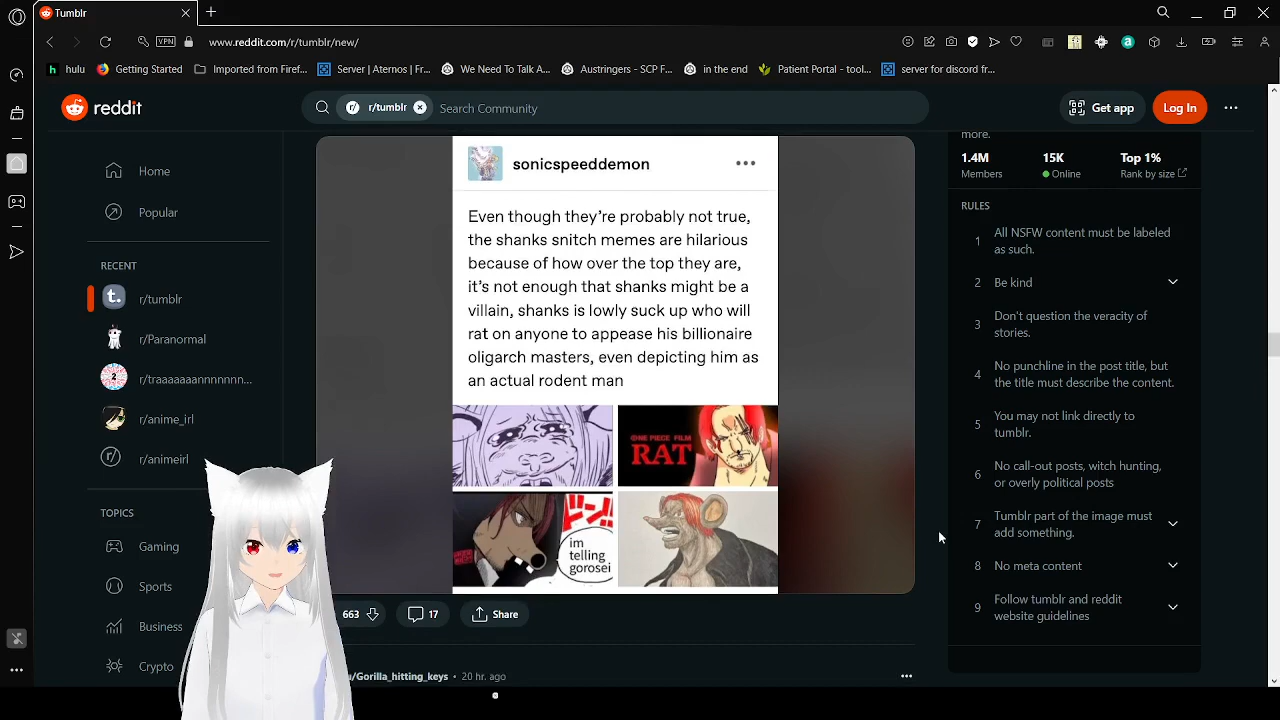 Tumblr
www.reddit.com/r/tumblr/new/
VPN
hulu
Getting Started
Imported from Firef...
Server | Aternos | Fr...
We Need To Talk A...
Austringers - SCP F...
in the end
Patient Portal - tool...
server for discord fr...
reddit
r/tumblr
Search Community
Get app
Log In
Home
Popular
RECENT
r/tumblr
r/Paranormal
r/traaaaaaannnnnnn...
r/anime_irl
r/animeirl
TOPICS
Gaming
Sports
Business
Crypto
sonicspeeddemon
Even though they’re probably not true,
the shanks snitch memes are hilarious
because of how over the top they are,
it’s not enough that shanks might be a
villain, shanks is lowly suck up who will
rat on anyone to appease his billionaire
oligarch masters, even depicting him as
an actual rodent man
ONE PIECE FILM
RAT
ドン
im
telling
gorosei
663
17
Share
u/Gorilla_hitting_keys • 20 hr. ago
more.
1.4M
Members
15K
Online
Top 1%
Rank by size
RULES
1
All NSFW content must be labeled
as such.
2
Be kind
3
Don't question the veracity of
stories.
4
No punchline in the post title, but
the title must describe the content.
5
You may not link directly to
tumblr.
6
No call-out posts, witch hunting,
or overly political posts
7
Tumblr part of the image must
add something.
8
No meta content
9
Follow tumblr and reddit
website guidelines